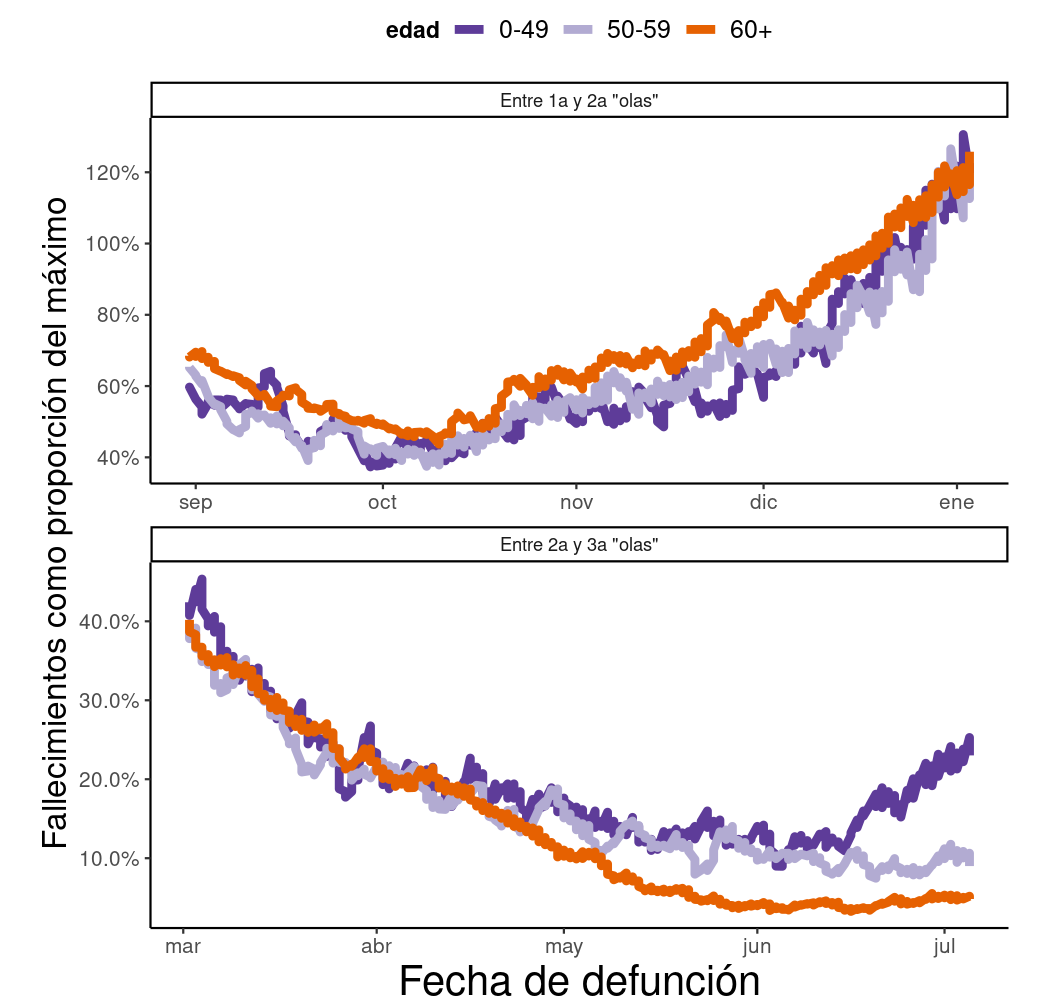 edad 0-49 50-59 60+
Entre 1a y 2a "olas"
120%
100%
80%
60%
40%
sep oct nov dic ene
Entre 2a y 3a "olas"
40.0%
30.0%
20.0%
10.0%
mar abr may jun jul
Fecha de defunción
Fallecimientos como proporción del máximo